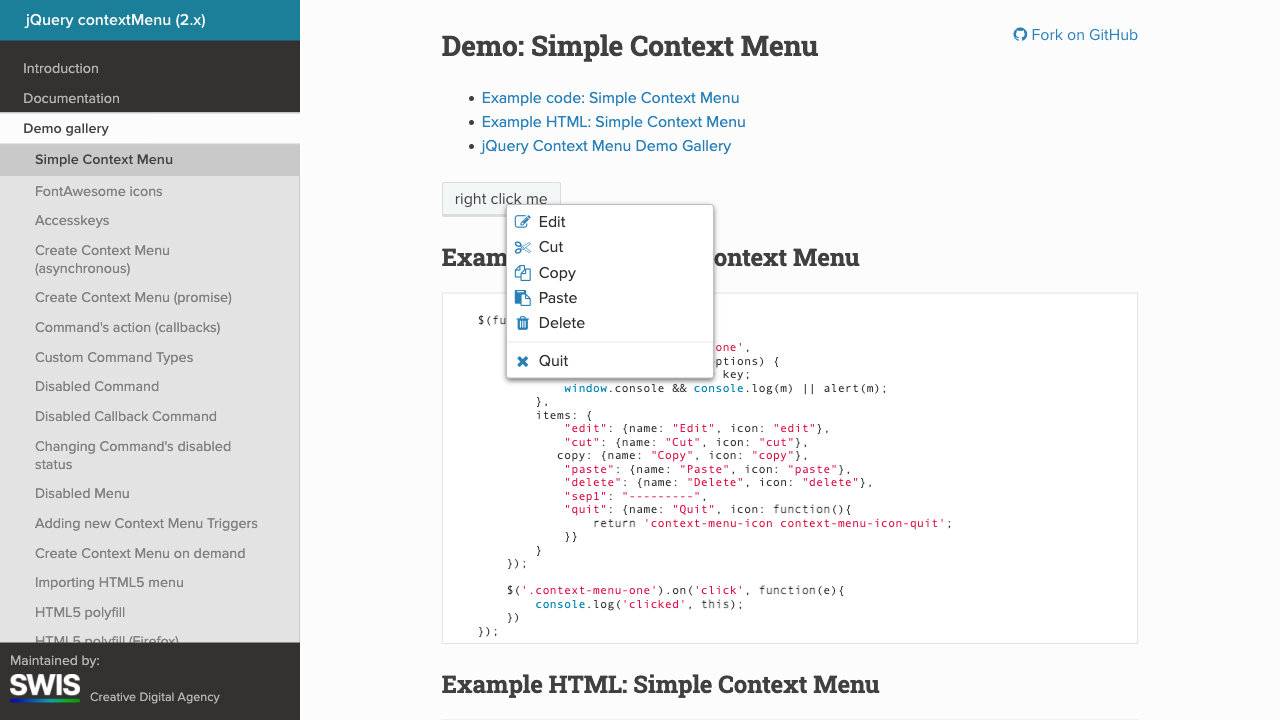 jQuery contextMenu (2.x)
Introduction
Documentation
Demo gallery
Simple Context Menu
FontAwesome icons
Accesskeys
Create Context Menu
(asynchronous)
Create Context Menu (promise)
Command's action (callbacks)
Custom Command Types
Disabled Command
Disabled Callback Command
Changing Command's disabled
status
Disabled Menu
Adding new Context Menu Triggers
Create Context Menu on demand
Importing HTML5 menu
HTML5 polyfill
HTML5 polyfill (Firefox)
Maintained by:
SWIS Creative Digital Agency
Demo: Simple Context Menu
Fork on GitHub
Example code: Simple Context Menu
Example HTML: Simple Context Menu
jQuery Context Menu Demo Gallery
right click me
Edit
Cut
Copy
Paste
Delete
Quit
Exam ontext Menu
$(fu
one',
ptions) {
key;
window.console && console.log(m) || alert(m);
},
items: {
"edit": {name: "Edit", icon: "edit"},
"cut": {name: "Cut", icon: "cut"},
copy: {name: "Copy", icon: "copy"},
"paste": {name: "Paste", icon: "paste"},
"delete": {name: "Delete", icon: "delete"},
"sep1": "---------",
"quit": {name: "Quit", icon: function(){
return 'context-menu-icon context-menu-icon-quit';
}}
}
});
$('.context-menu-one').on('click', function(e){
console.log('clicked', this);
})
});
Example HTML: Simple Context Menu